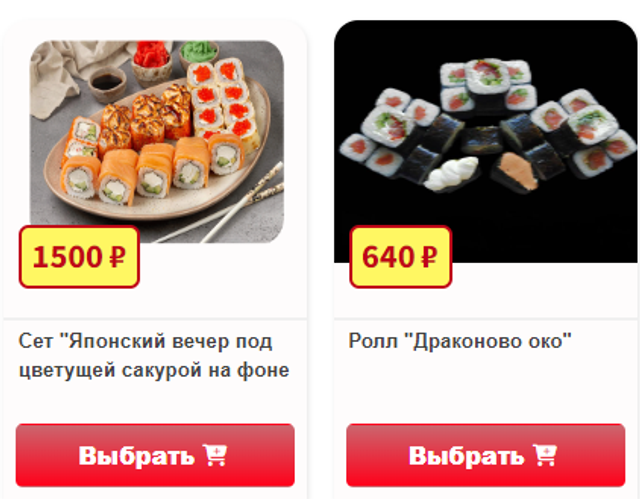 1500 ₽
640 ₽
Сет "Японский вечер под
цветущей сакурой на фоне
Ролл "Драконово око"
Выбрать
Выбрать